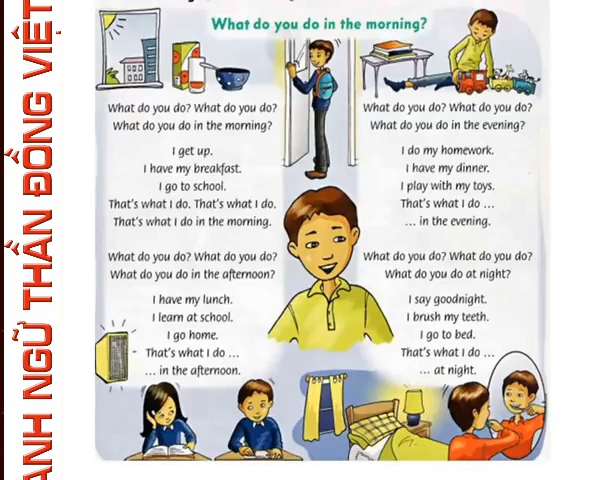 ANH NGỮ THẦN ĐỒNG VIỆT
What do you do in the morning?
What do you do? What do you do?
What do you do in the morning?
I get up.
I have my breakfast.
I go to school.
That's what I do. That's what I do.
That's what I do in the morning.
What do you do? What do you do?
What do you do in the afternoon?
I have my lunch.
I learn at school.
I go home.
That's what I do ...
... in the afternoon.
What do you do? What do you do?
What do you do in the evening?
I do my homework.
I have my dinner.
I play with my toys.
That's what I do ...
... in the evening.
What do you do? What do you do?
What do you do at night?
I say goodnight.
I brush my teeth.
I go to bed.
That's what I do ...
... at night.